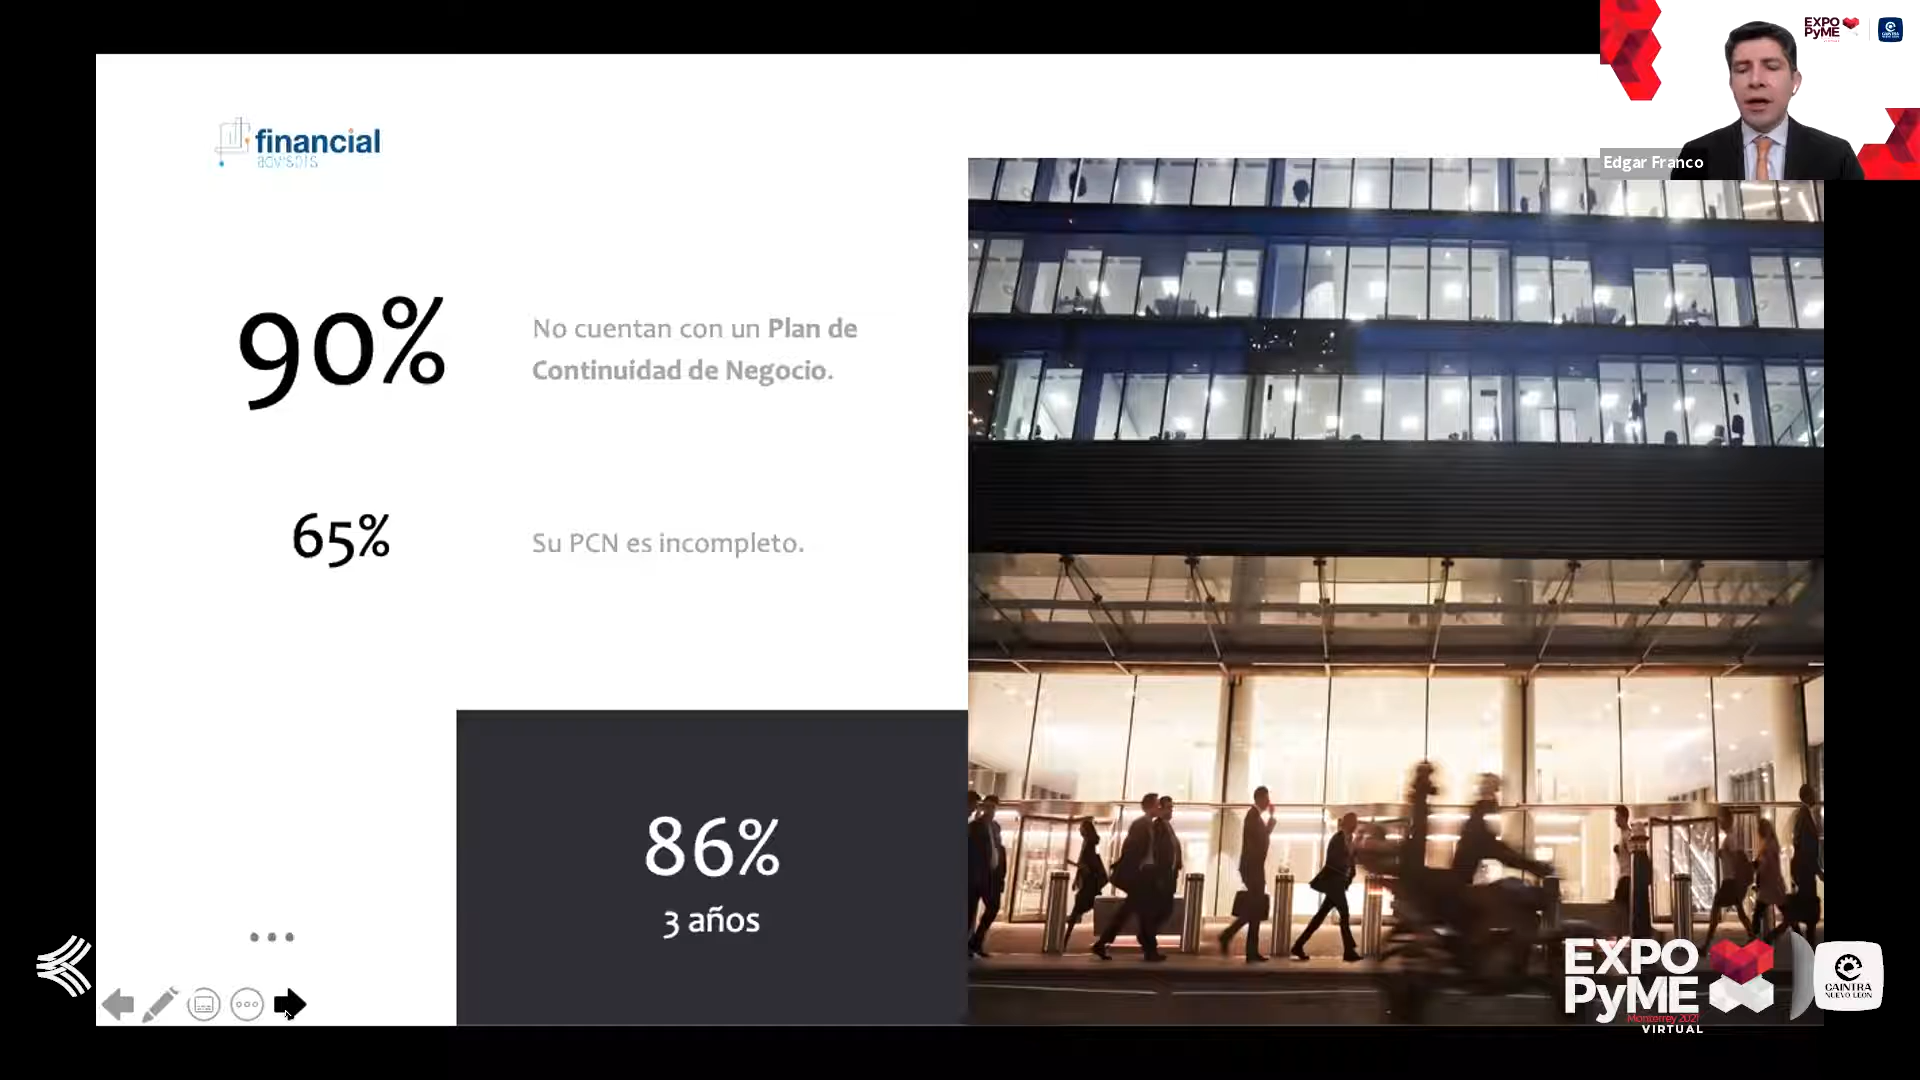 financial
advisors
90%
No cuentan con un Plan de
Continuidad de Negocio.
65%
Su PCN es incompleto.
86%
3 años
EXPO
PyME
Edgar Franco
EXPO
PyME
Monterrey 2021
VIRTUAL
CAINTRA
NUEVO LEÓN